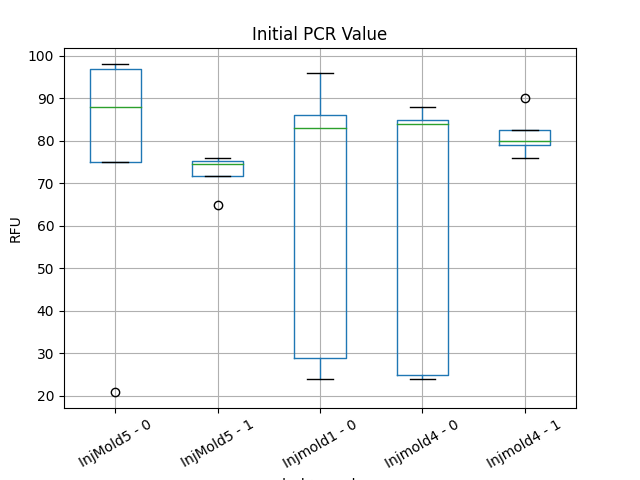 Initial PCR Value
100
90
80
70
60
50
40
30
20
RFU
InjMold5 - 0
InjMold5 - 1
Injmold1 - 0
Injmold4 - 0
Injmold4 - 1